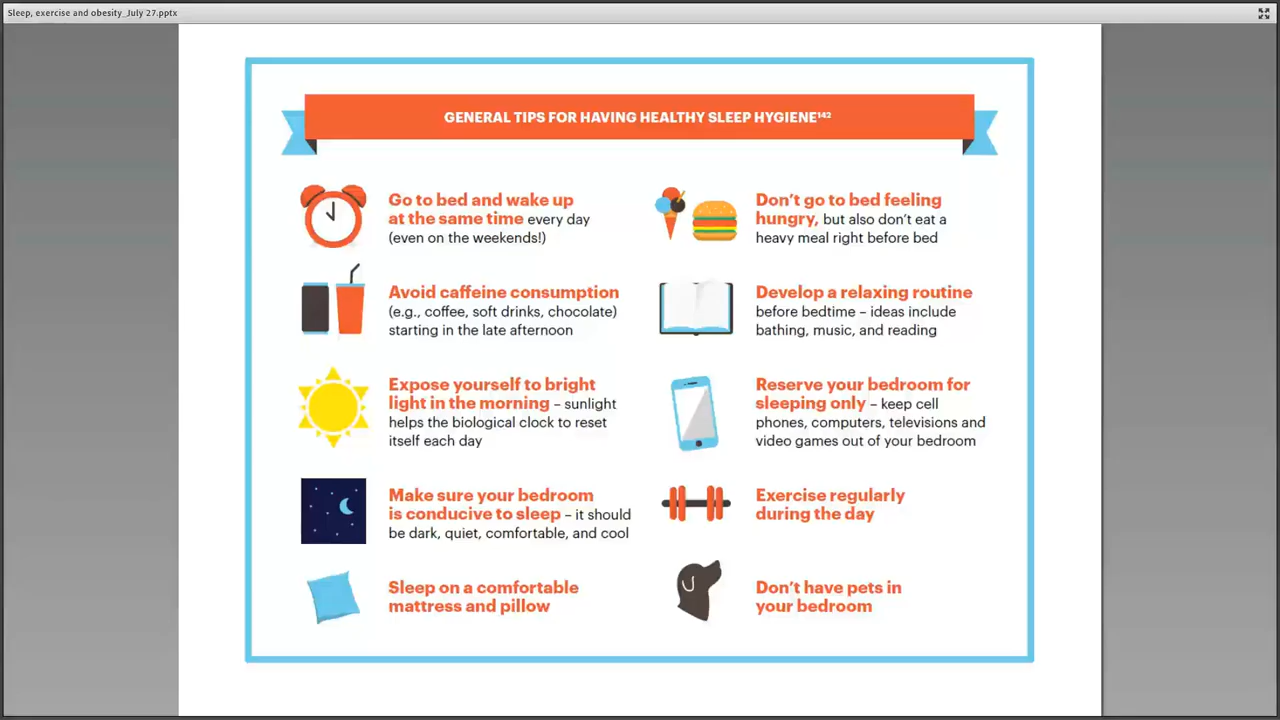 Sleep, exercise and obesity_July 27.pptx
GENERAL TIPS FOR HAVING HEALTHY SLEEP HYGIENE¹⁴²
Go to bed and wake up
at the same time every day
(even on the weekends!)
Avoid caffeine consumption
(e.g., coffee, soft drinks, chocolate)
starting in the late afternoon
Expose yourself to bright
light in the morning – sunlight
helps the biological clock to reset
itself each day
Make sure your bedroom
is conducive to sleep – it should
be dark, quiet, comfortable, and cool
Sleep on a comfortable
mattress and pillow
Don't go to bed feeling
hungry, but also don't eat a
heavy meal right before bed
Develop a relaxing routine
before bedtime – ideas include
bathing, music, and reading
Reserve your bedroom for
sleeping only – keep cell
phones, computers, televisions and
video games out of your bedroom
Exercise regularly
during the day
Don't have pets in
your bedroom